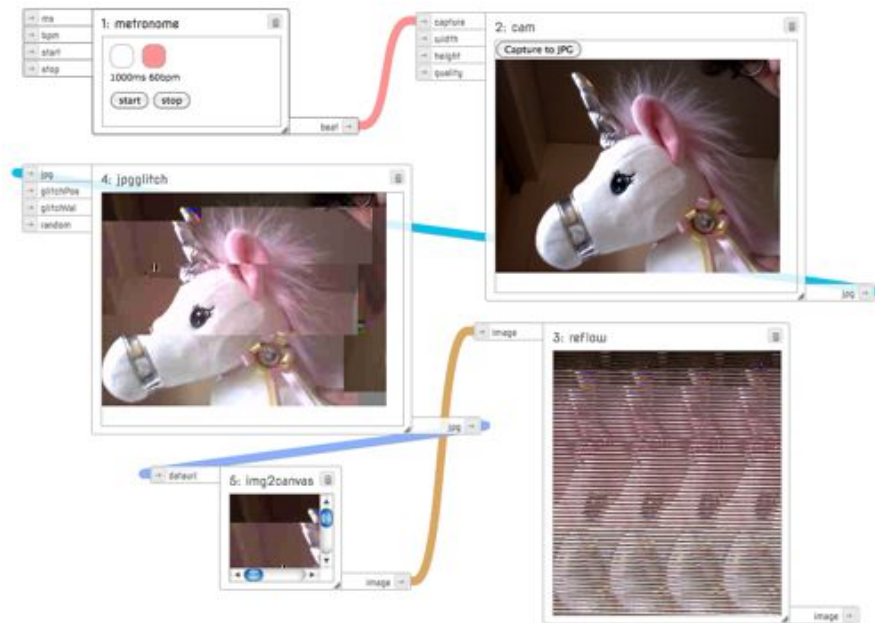 ms
bpm
start
stop
1: metronome
1000ms 60bpm
start stop
beat
capture
width
height
quality
2: cam
Capture to JPG
jpg
jpg
glitchPos
glitchVal
random
4: jpgglitch
jpg
image
3: reflow
image
dataurl
5: img2canvas
image